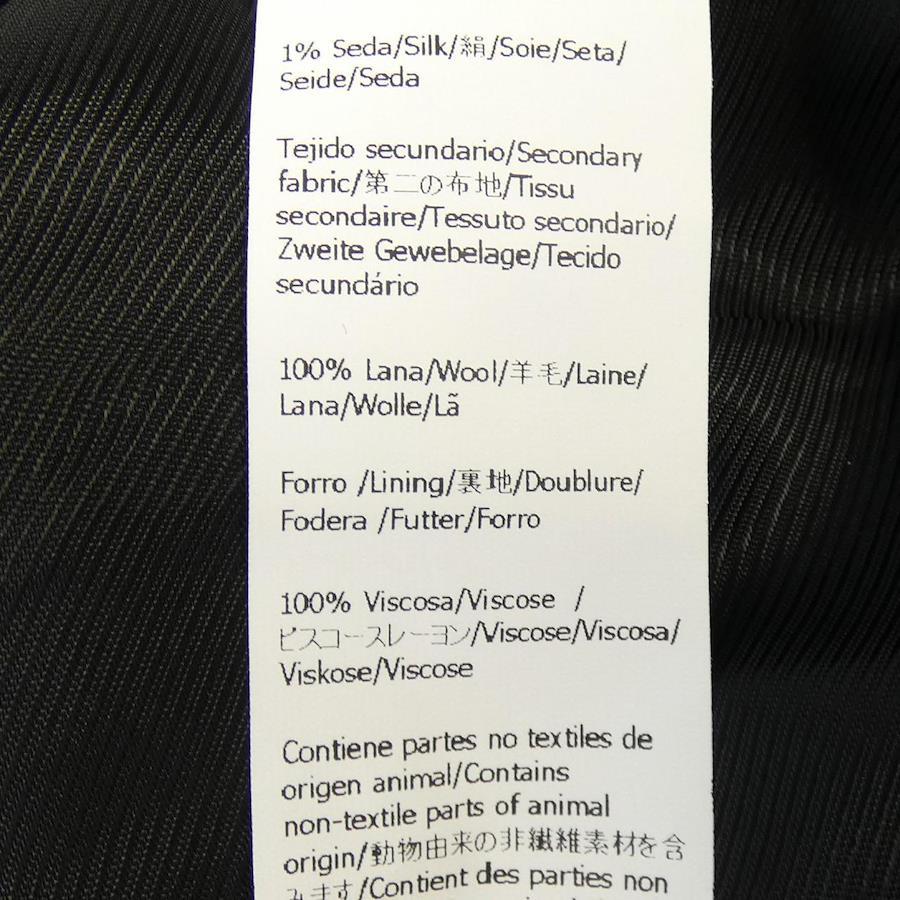 1% Seda/Silk/絹/Soie/Seta/
Seide/Seda
Tejido secundario/Secondary
fabric/第二の布地/Tissu
secondaire/Tessuto secondario/
Zweite Gewebelage/Tecido
secundário
100% Lana/Wool/羊毛/Laine/
Lana/Wolle/Lã
Forro /Lining/裏地/Doublure/
Fodera /Futter/Forro
100% Viscosa/Viscose /
ビスコースレーヨン/Viscose/Viscosa/
Viskose/Viscose
Contiene partes no textiles de
origen animal/Contains
non-textile parts of animal
origin/動物由来の非繊維素材を含
みます/Contient des parties non